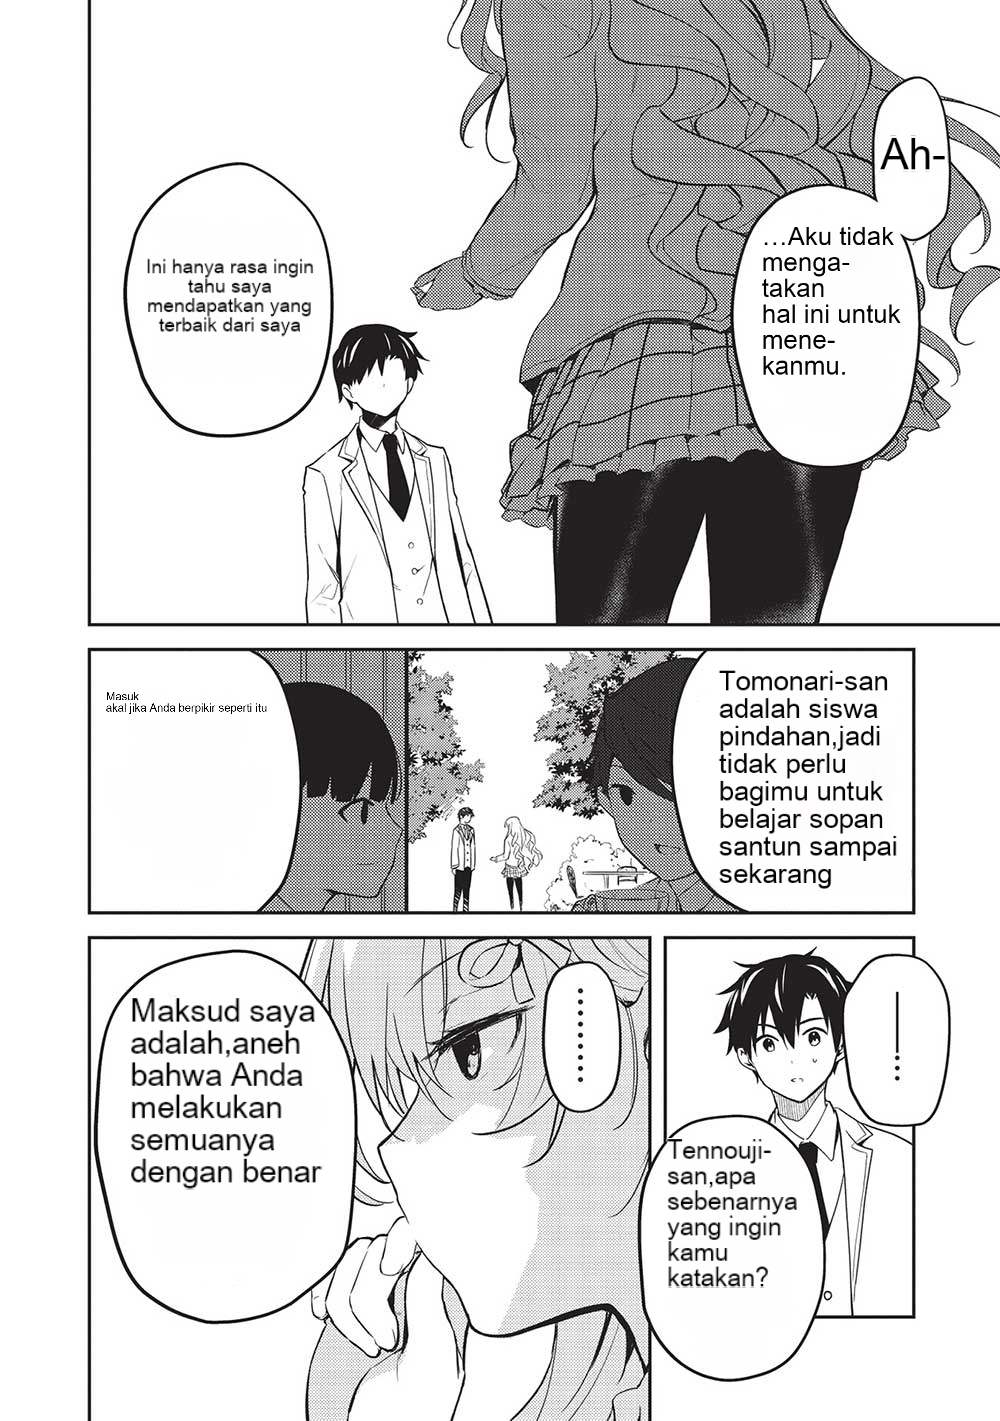 Ah-
...Aku tidak
menga-
takan
hal ini untuk
mene-
kanmu.
Ini hanya rasa ingin
tahu saya
mendapatkan yang
terbaik dari saya
Tomonari-san
adalah siswa
pindahan,jadi
tidak perlu
bagimu untuk
belajar sopan
santun sampai
sekarang
Masuk
akal jika Anda berpikir seperti itu
Tennouji-
san,apa
sebenarnya
yang ingin
kamu
katakan?
Maksud saya
adalah,aneh
bahwa Anda
melakukan
semuanya
dengan benar